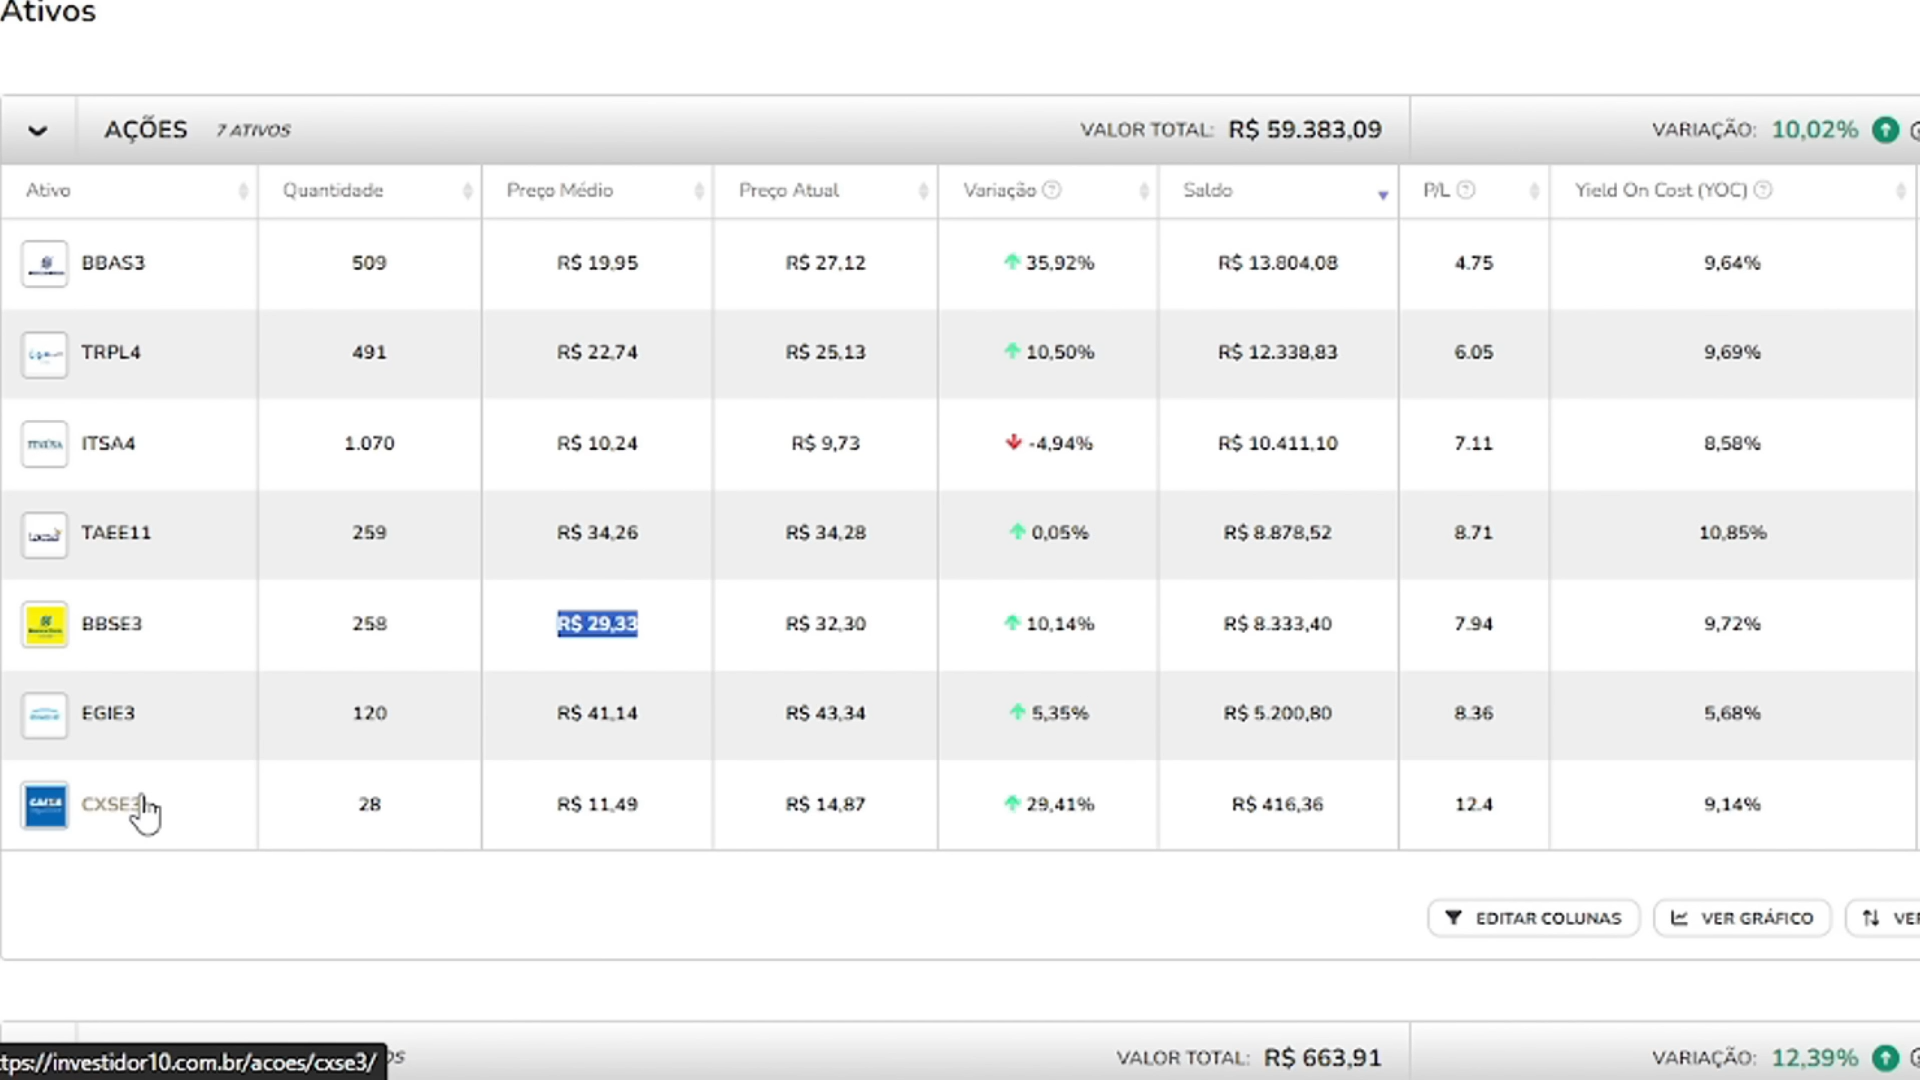 Ativos
AÇÕES 7 ATIVOS VALOR TOTAL: R$ 59.383,09 VARIAÇÃO: 10,02%
Ativo Quantidade Preço Médio Preço Atual Variação Saldo P/L Yield On Cost (YOC)
BBAS3 509 R$ 19,95 R$ 27,12 35,92% R$ 13.804,08 4.75 9,64%
TRPL4 491 R$ 22,74 R$ 25,13 10,50% R$ 12.338,83 6.05 9,69%
ITSA4 1.070 R$ 10,24 R$ 9,73 -4,94% R$ 10.411,10 7.11 8,58%
TAEE11 259 R$ 34,26 R$ 34,28 0,05% R$ 8.878,52 8.71 10,85%
BBSE3 258 R$ 29,33 R$ 32,30 10,14% R$ 8.333,40 7.94 9,72%
EGIE3 120 R$ 41,14 R$ 43,34 5,35% R$ 5.200,80 8.36 5,68%
CAIXA CXSE3 28 R$ 11,49 R$ 14,87 29,41% R$ 416,36 12.4 9,14%
EDITAR COLUNAS VER GRÁFICO VER
OS VALOR TOTAL: R$ 663,91 VARIAÇÃO: 12,39%
tps://investidor10.com.br/acoes/cxse3/